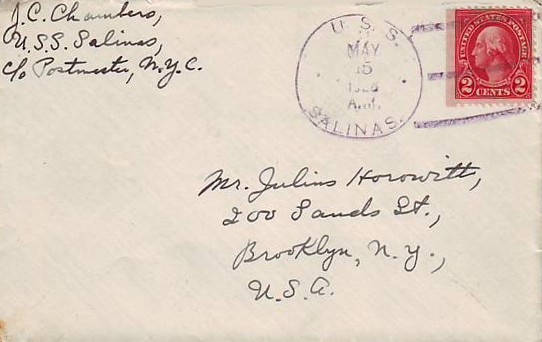 J.C. Chambers,
U.S.S. Salinas,
c/o Postmaster, N.Y.C.
U.S.S.
MAY
15
A.M.
SALINAS.
UNITED STATES POSTAGE
2 CENTS 2
Mr. Julius Horowitt,
200 Sands St.,
Brooklyn, N.Y.,
U.S.A.